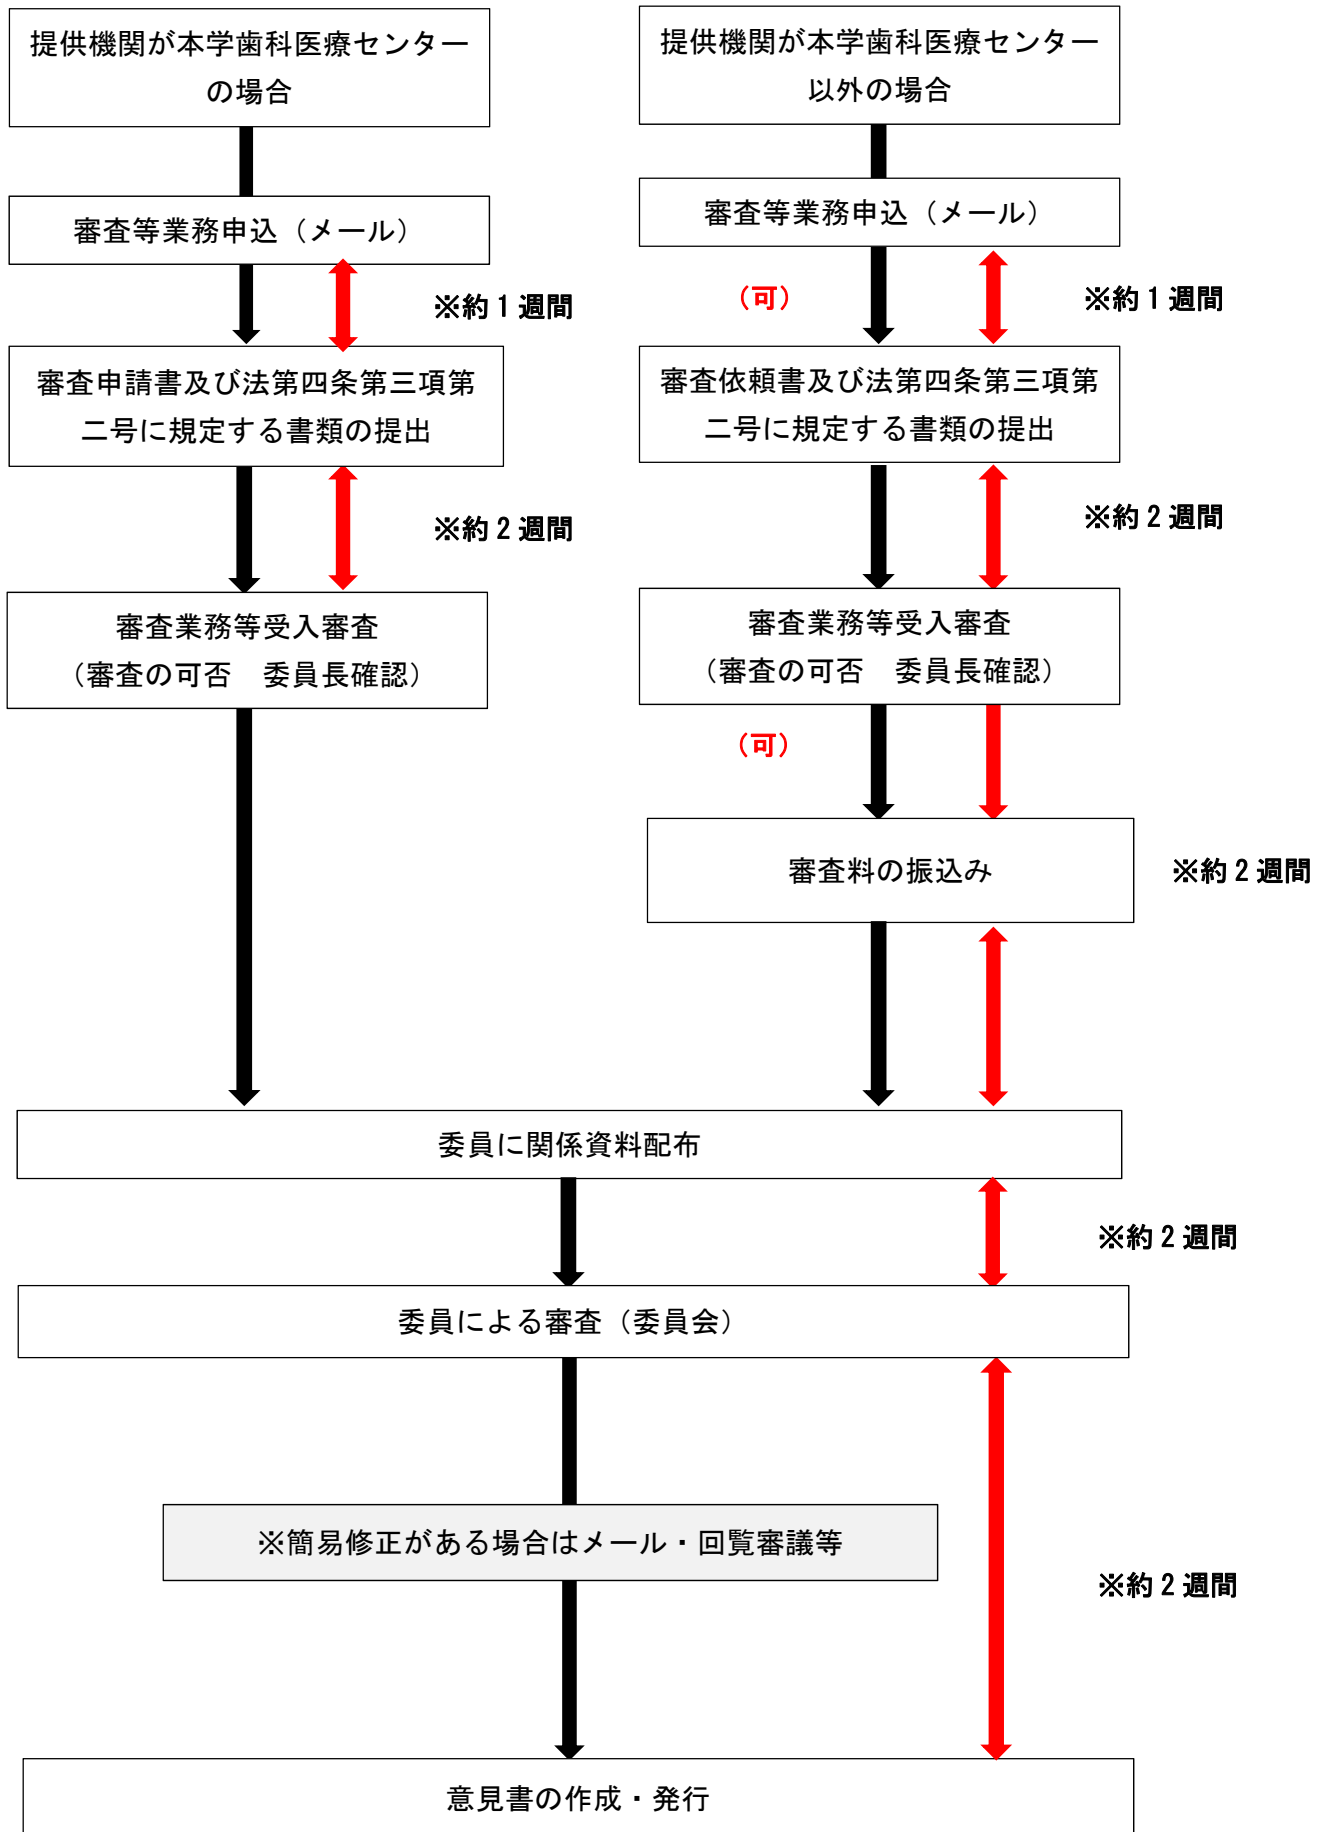 提供機関が本学歯科医療センター
の場合
提供機関が本学歯科医療センター
以外の場合
審査等業務申込（メール）
審査等業務申込（メール）
※約1週間
（可）
※約1週間
審査申請書及び法第四条第三項第
二号に規定する書類の提出
審査依頼書及び法第四条第三項第
二号に規定する書類の提出
※約2週間
※約2週間
審査業務等受入審査
（審査の可否　委員長確認）
審査業務等受入審査
（審査の可否　委員長確認）
（可）
審査料の振込み
※約2週間
委員に関係資料配布
※約2週間
委員による審査（委員会）
※簡易修正がある場合はメール・回覧審議等
※約2週間
意見書の作成・発行